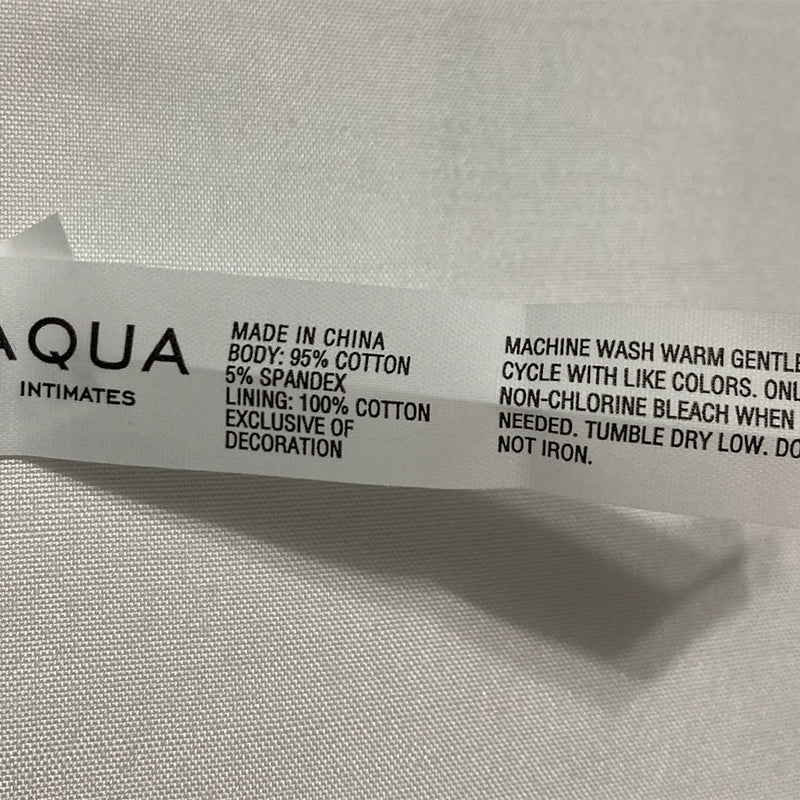 AQUA
INTIMATES
MADE IN CHINA
BODY: 95% COTTON
5% SPANDEX
LINING: 100% COTTON
EXCLUSIVE OF
DECORATION
MACHINE WASH WARM GENTLE
CYCLE WITH LIKE COLORS.
NON-CHLORINE BLEACH WHEN
NEEDED. TUMBLE DRY LOW. DO
NOT IRON.